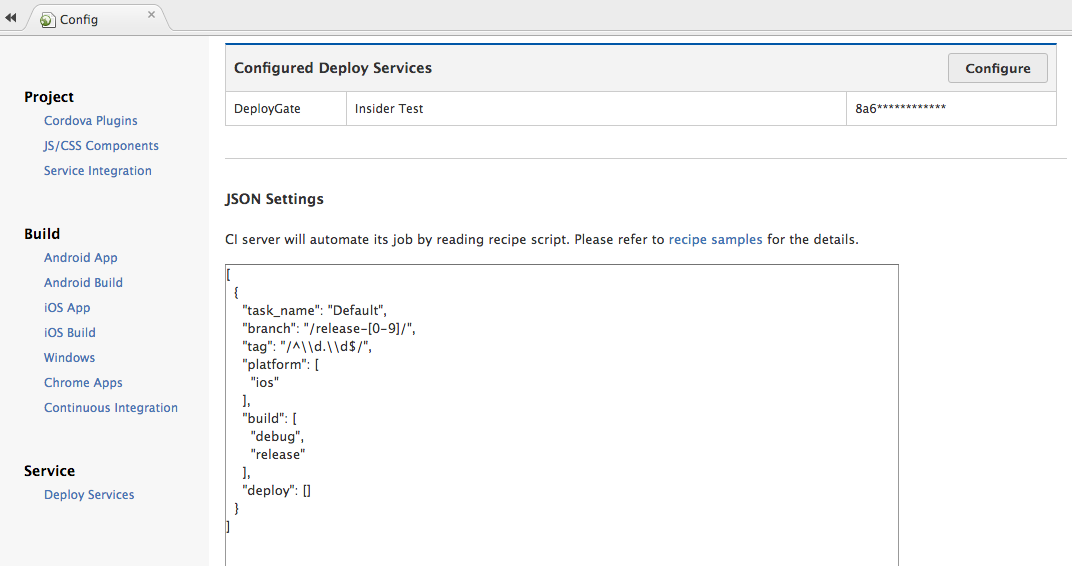 Config
Project
Cordova Plugins
JS/CSS Components
Service Integration
Build
Android App
Android Build
iOS App
iOS Build
Windows
Chrome Apps
Continuous Integration
Service
Deploy Services
Configured Deploy Services
Configure
DeployGate Insider Test 8a6************
JSON Settings
CI server will automate its job by reading recipe script. Please refer to recipe samples for the details.
[
{
"task_name": "Default",
"branch": "/release-[0-9]/",
"tag": "/^\\d.\\d$/",
"platform": [
"ios"
],
"build": [
"debug",
"release"
],
"deploy": []
}
]